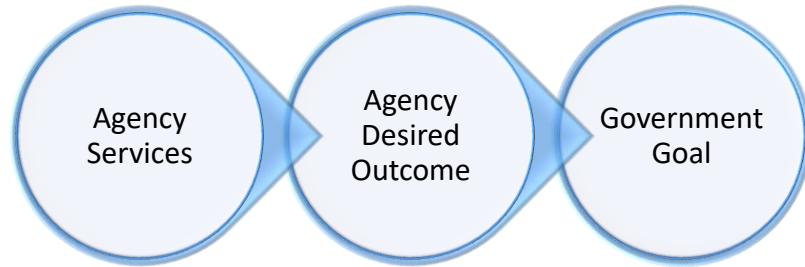 Agency
Services
Agency
Desired
Outcome
Government
Goal